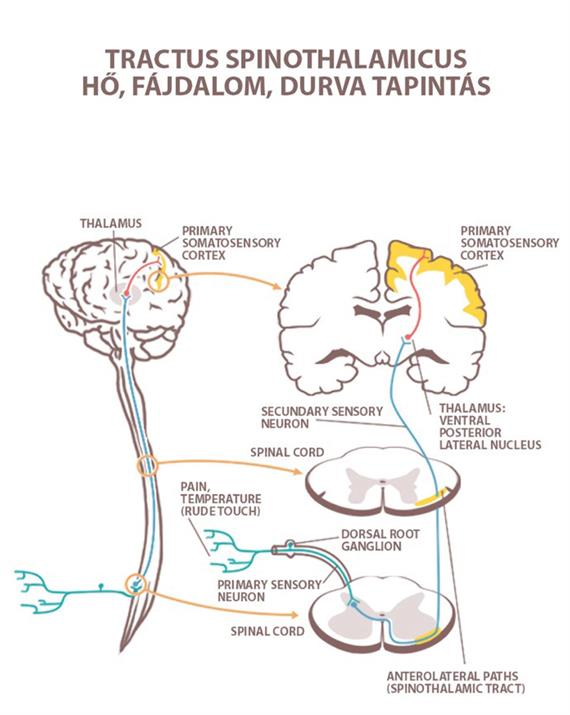 TRACTUS SPINOTHALAMICUS
HŐ, FÁJDALOM, DURVA TAPINTÁS
THALAMUS
PRIMARY
SOMATOSENSORY
CORTEX
PRIMARY
SOMATOSENSORY
CORTEX
SECUNDARY SENSORY
NEURON
THALAMUS:
VENTRAL
POSTERIOR
LATERAL NUCLEUS
SPINAL CORD
PAIN,
TEMPERATURE
(RUDE TOUCH)
DORSAL ROOT
GANGLION
PRIMARY SENSORY
NEURON
SPINAL CORD
ANTEROLATERAL PATHS
(SPINOTHALAMIC TRACT)